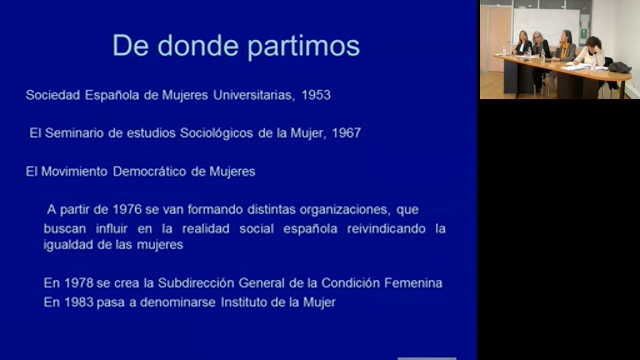 De donde partimos
Sociedad Española de Mujeres Universitarias, 1953
El Seminario de estudios Sociológicos de la Mujer, 1967
El Movimiento Democrático de Mujeres
A partir de 1976 se van formando distintas organizaciones, que
buscan influir en la realidad social española reivindicando la
igualdad de las mujeres
En 1978 se crea la Subdirección General de la Condición Femenina
En 1983 pasa a denominarse Instituto de la Mujer